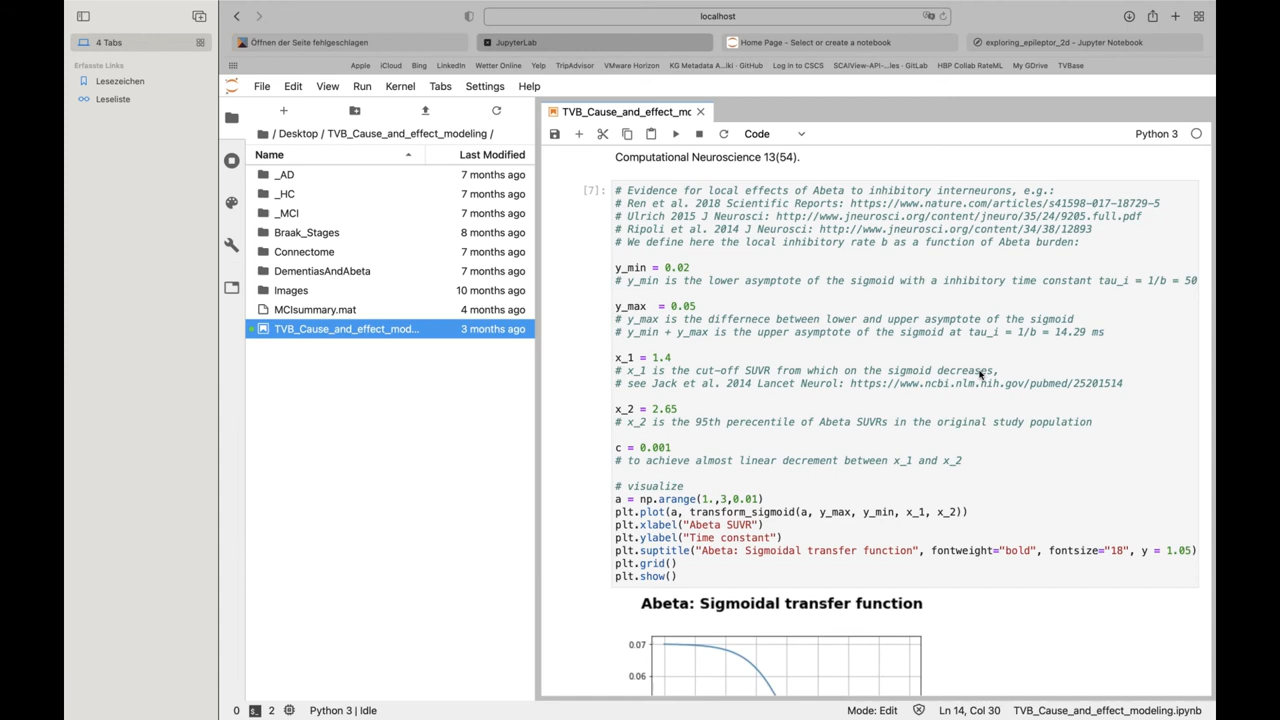 localhost
4 Tabs
Öffnen der Seite fehlgeschlagen
JupyterLab
Home Page - Select or create a notebook
exploring_epileptor_2d - Jupyter Notebook
Erfasste Links
Apple iCloud Bing LinkedIn Wetter Online Yelp TripAdvisor VMware Horizon KG Metadata A...iki · GitHub Log in to CSCS SCAIView-API-...es · GitLab HBP Collab RateML My GDrive TVBase
Lesezeichen
Leseliste
File Edit View Run Kernel Tabs Settings Help
TVB_Cause_and_effect_mc
/ Desktop / TVB_Cause_and_effect_modeling /
Code
Python 3
Name Last Modified
_AD 7 months ago
_HC 7 months ago
_MCI 7 months ago
Braak_Stages 8 months ago
Connectome 7 months ago
DementiasAndAbeta 7 months ago
Images 10 months ago
MCIsummary.mat 4 months ago
TVB_Cause_and_effect_mod... 3 months ago
Computational Neuroscience 13(54).
[7]:
# Evidence for local effects of Abeta to inhibitory interneurons, e.g.:
# Ren et al. 2018 Scientific Reports: https://www.nature.com/articles/s41598-017-18729-5
# Ulrich 2015 J Neurosci: http://www.jneurosci.org/content/jneuro/35/24/9205.full.pdf
# Ripoli et al. 2014 J Neurosci: http://www.jneurosci.org/content/34/38/12893
# We define here the local inhibitory rate b as a function of Abeta burden:
y_min = 0.02
# y_min is the lower asymptote of the sigmoid with a inhibitory time constant tau_i = 1/b = 50
y_max  = 0.05
# y_max is the differnece between lower and upper asymptote of the sigmoid
# y_min + y_max is the upper asymptote of the sigmoid at tau_i = 1/b = 14.29 ms
x_1 = 1.4
# x_1 is the cut-off SUVR from which on the sigmoid decreases,
# see Jack et al. 2014 Lancet Neurol: https://www.ncbi.nlm.nih.gov/pubmed/25201514
x_2 = 2.65
# x_2 is the 95th perecentile of Abeta SUVRs in the original study population
c = 0.001
# to achieve almost linear decrement between x_1 and x_2
# visualize
a = np.arange(1.,3,0.01)
plt.plot(a, transform_sigmoid(a, y_max, y_min, x_1, x_2))
plt.xlabel("Abeta SUVR")
plt.ylabel("Time constant")
plt.suptitle("Abeta: Sigmoidal transfer function", fontweight="bold", fontsize="18", y = 1.05)
plt.grid()
plt.show()
Abeta: Sigmoidal transfer function
0.07
0.06
0 2 Python 3 | Idle
Mode: Edit Ln 14, Col 30 TVB_Cause_and_effect_modeling.ipynb